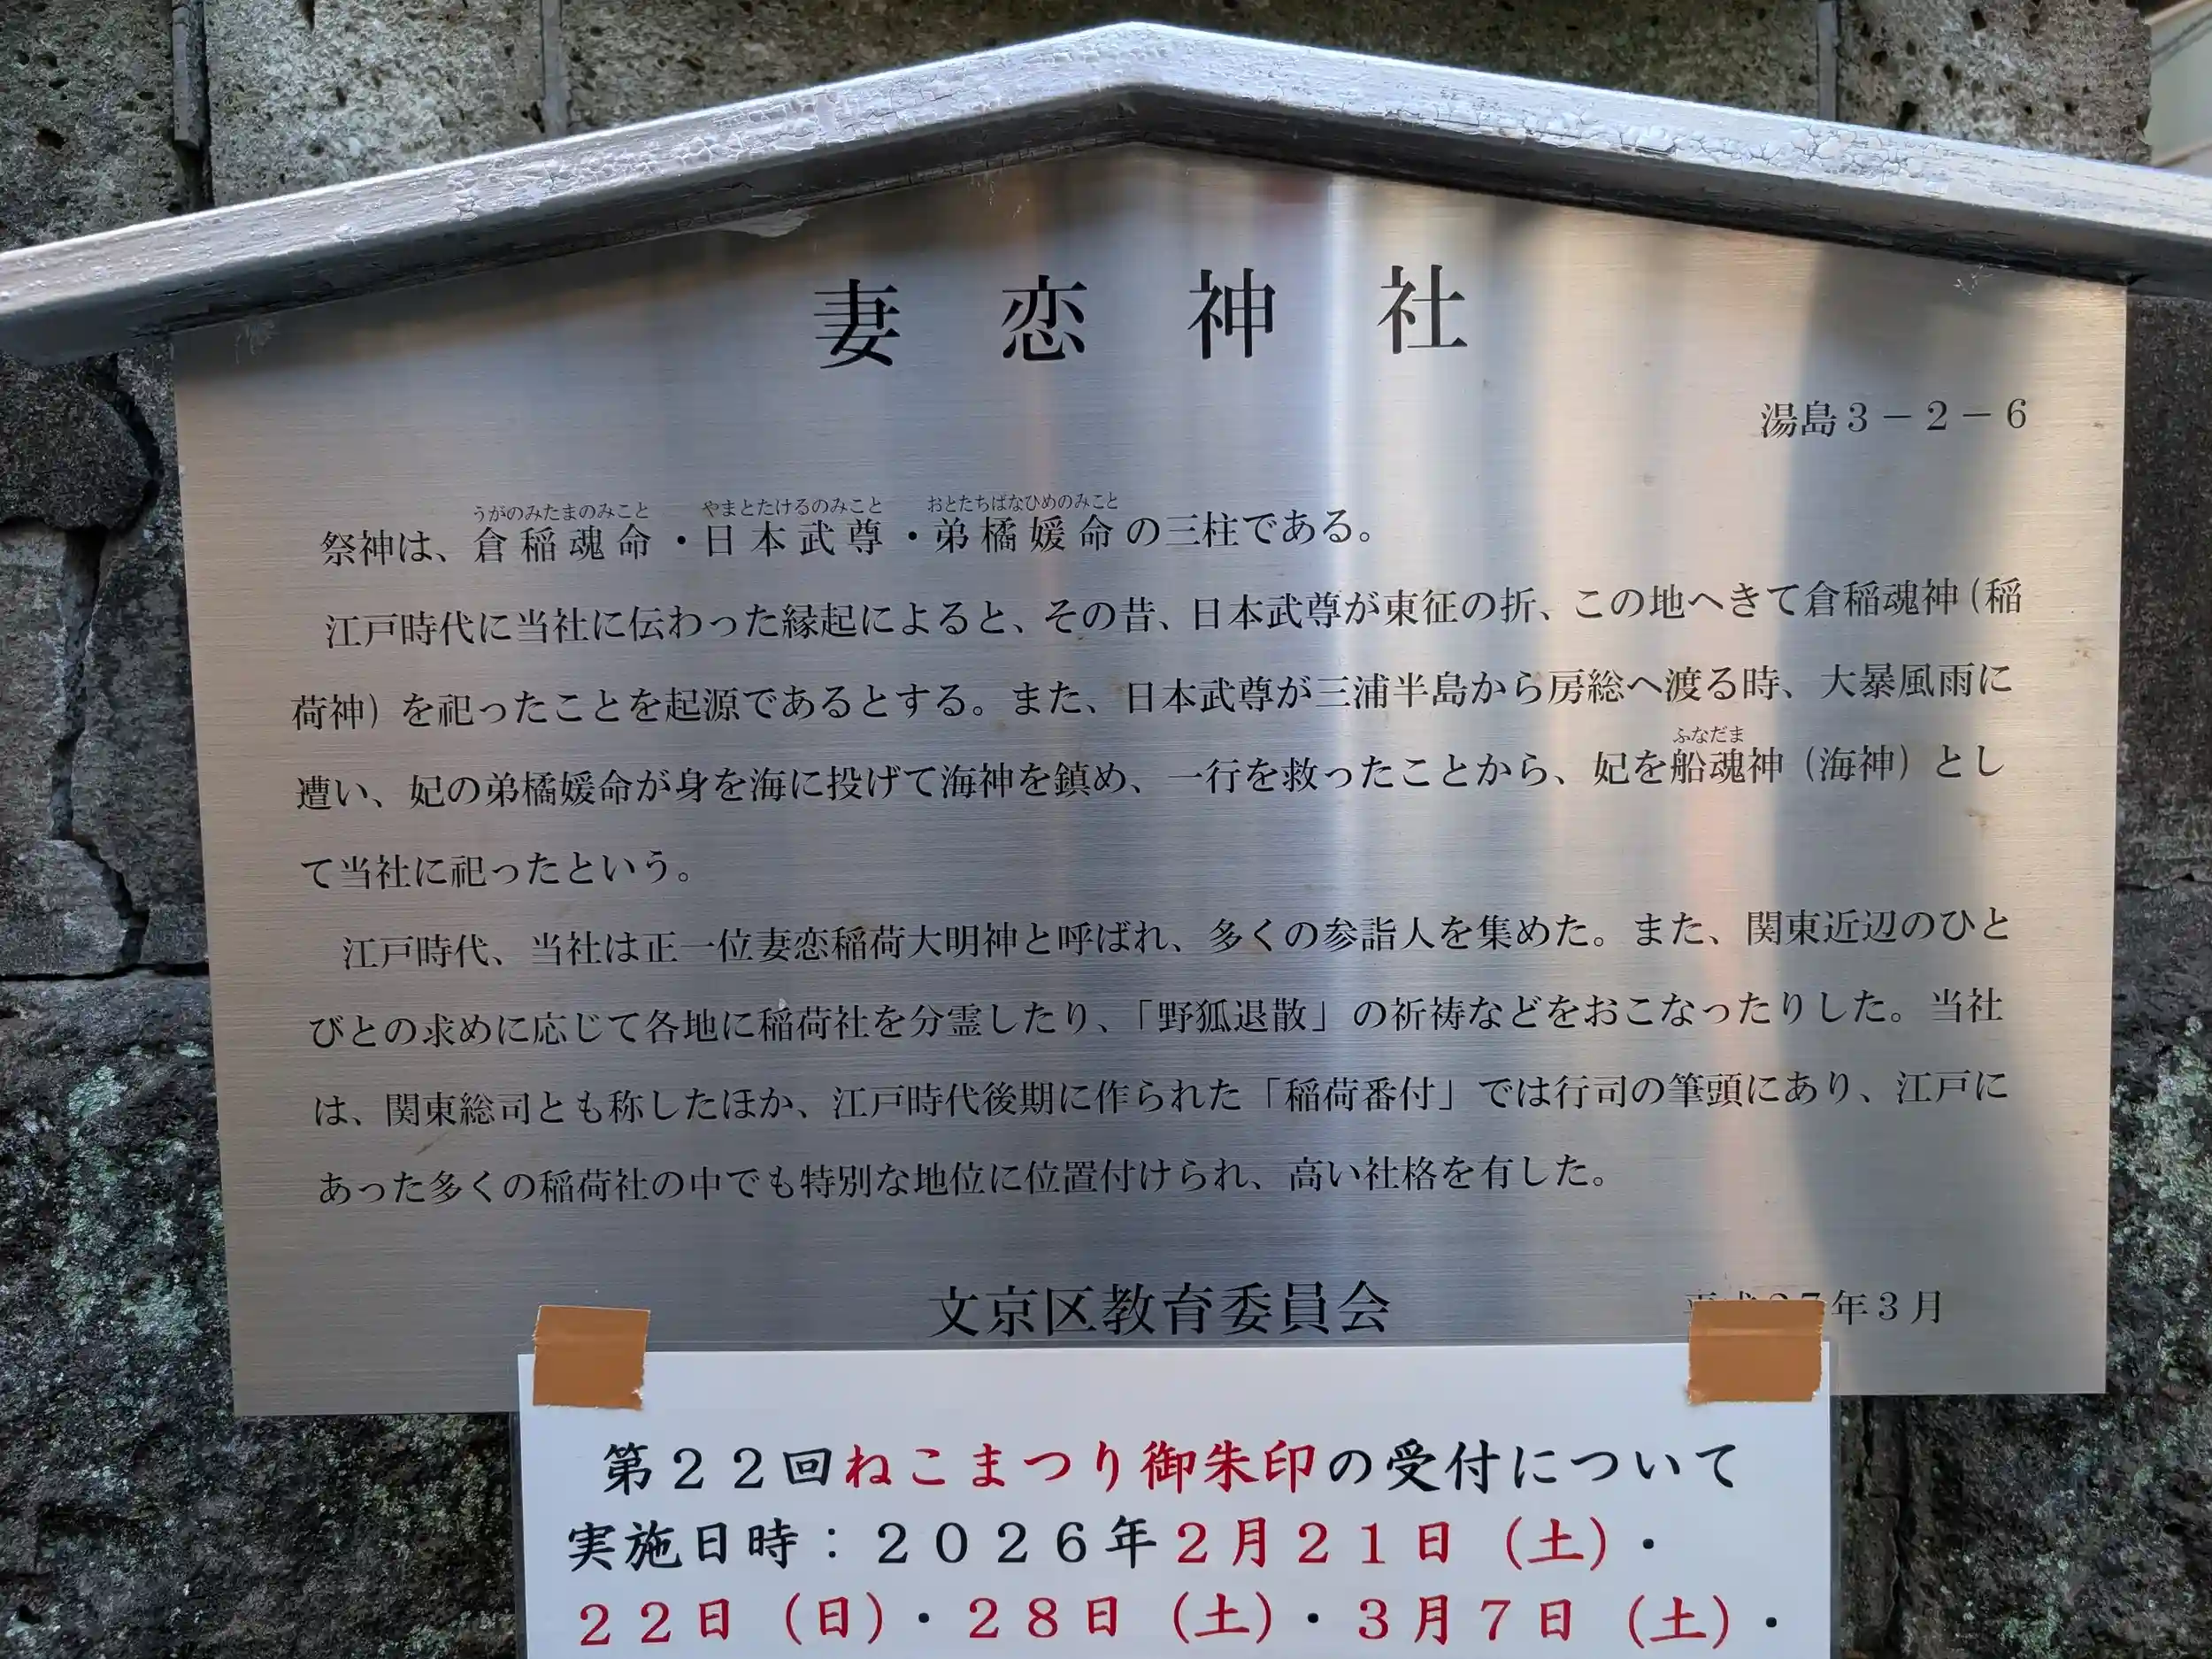 妻恋神社
湯島3－2－6
うがのみたまのみこと やまとたけるのみこと おとたちばなひめのみこと
祭神は、倉稲魂命・日本武尊・弟橘媛命の三柱である。
江戸時代に当社に伝わった縁起によると、その昔、日本武尊が東征の折、この地へきて倉稲魂神（稲
荷神）を祀ったことを起源であるとする。また、日本武尊が三浦半島から房総へ渡る時、大暴風雨に
ふなだま
遭い、妃の弟橘媛命が身を海に投げて海神を鎮め、一行を救ったことから、妃を船魂神（海神）とし
て当社に祀ったという。
江戸時代、当社は正一位妻恋稲荷大明神と呼ばれ、多くの参詣人を集めた。また、関東近辺のひと
びとの求めに応じて各地に稲荷社を分霊したり、「野狐退散」の祈祷などをおこなったりした。当社
は、関東総司とも称したほか、江戸時代後期に作られた「稲荷番付」では行司の筆頭にあり、江戸に
あった多くの稲荷社の中でも特別な地位に位置付けられ、高い社格を有した。
文京区教育委員会 年3月
第２２回ねこまつり御朱印の受付について
実施日時：２０２６年２月２１日（土）・
２２日（日）・２８日（土）・３月７日（土）・